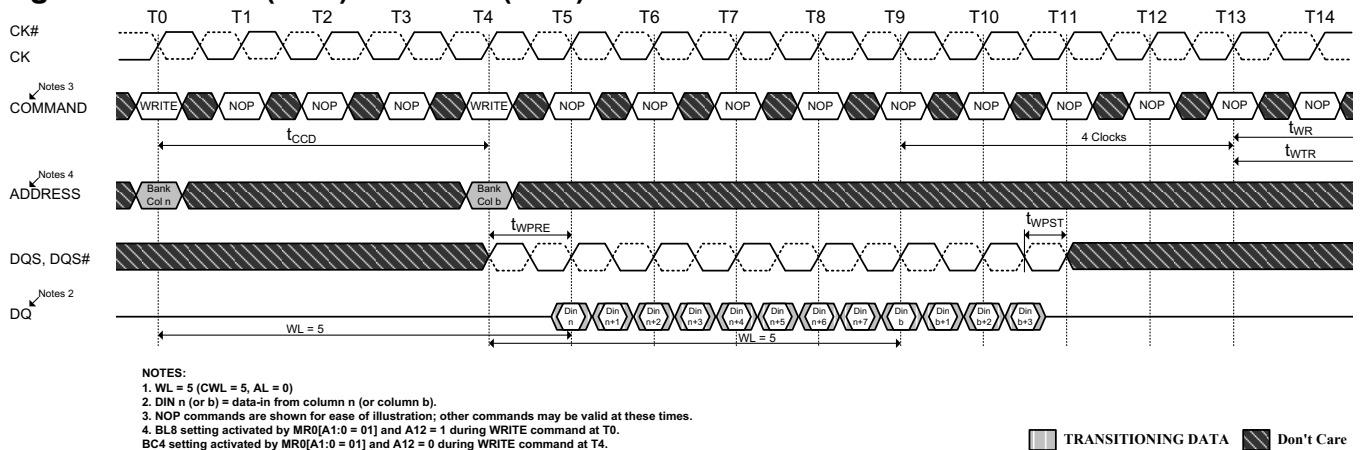 T0 T1 T2 T3 T4 T5 T6 T7 T8 T9 T10 T11 T12 T13 T14
CK#
CK
Notes 3
COMMAND
WRITE NOP NOP NOP WRITE NOP NOP NOP NOP NOP NOP NOP NOP NOP NOP
tCCD
4 Clocks
tWR
tWTR
Notes 4
ADDRESS
Bank
Col n
Bank
Col b
tWPRE
tWPST
DQS, DQS#
Notes 2
DQ
Din
n
Din
n+1
Din
n+2
Din
n+3
Din
n+4
Din
n+5
Din
n+6
Din
n+7
Din
b
Din
b+1
Din
b+2
Din
b+3
WL = 5
WL = 5
NOTES:
1. WL = 5 (CWL = 5, AL = 0)
2. DIN n (or b) = data-in from column n (or column b).
3. NOP commands are shown for ease of illustration; other commands may be valid at these times.
4. BL8 setting activated by MR0[A1:0 = 01] and A12 = 1 during WRITE command at T0.
BC4 setting activated by MR0[A1:0 = 01] and A12 = 0 during WRITE command at T4.
TRANSITIONING DATA Don't Care